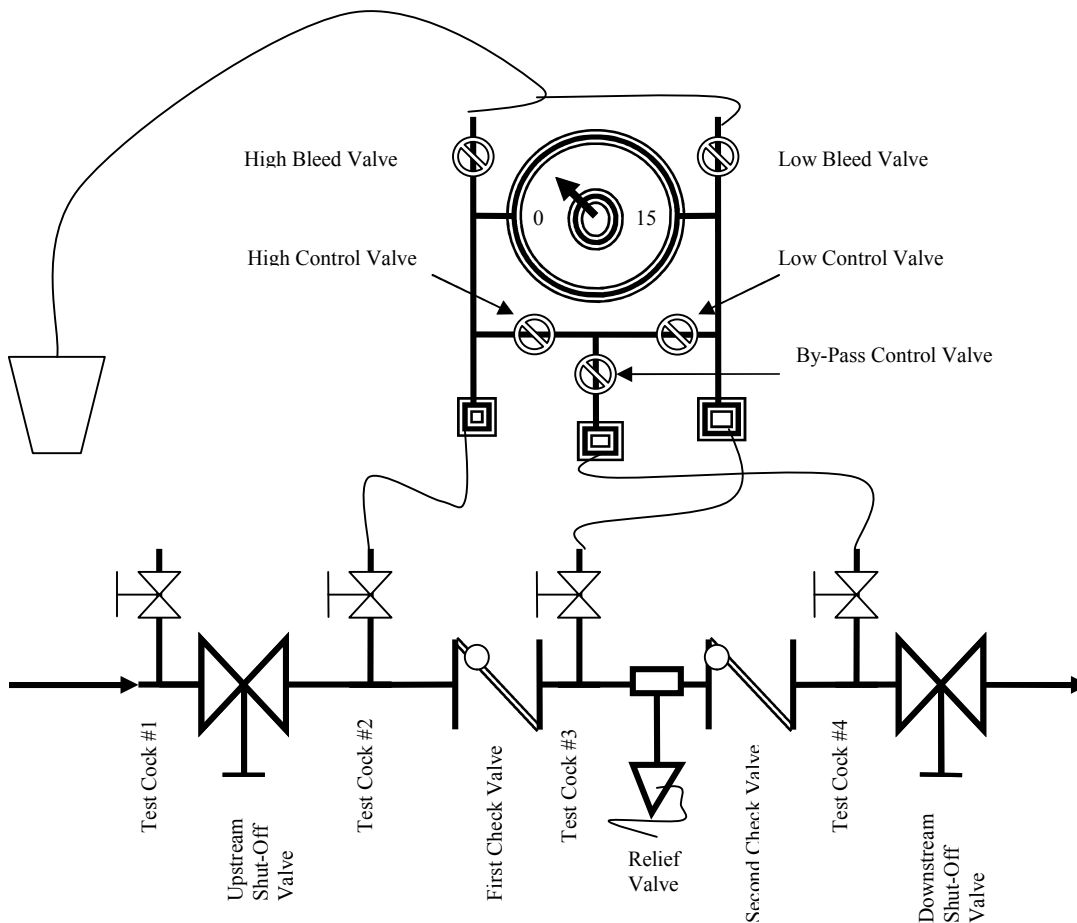 High Bleed Valve
Low Bleed Valve
0
15
High Control Valve
Low Control Valve
By-Pass Control Valve
Test Cock #1
Upstream
Shut-Off
Valve
Test Cock #2
First Check Valve
Test Cock #3
Relief
Valve
Second Check Valve
Test Cock #4
Downstream
Shut-Off
Valve